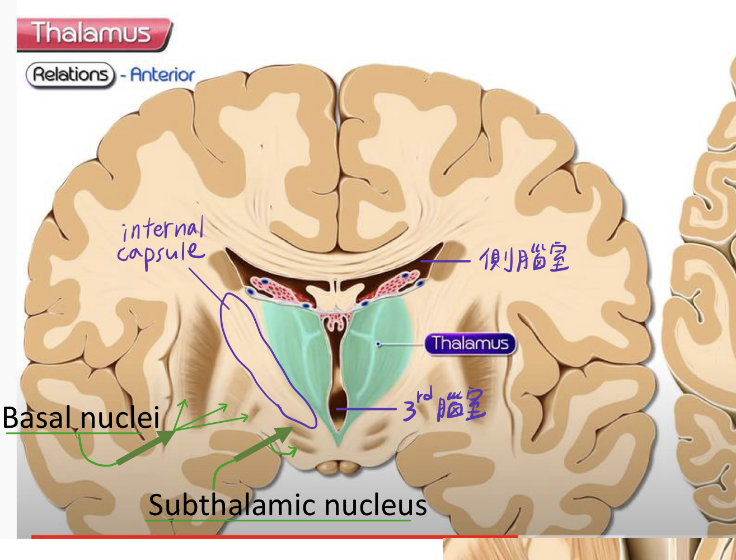 Thalamus
Relations - Anterior
internal
capsule
側腦室
Thalamus
3rd 腦室
Basal nuclei
Subthalamic nucleus